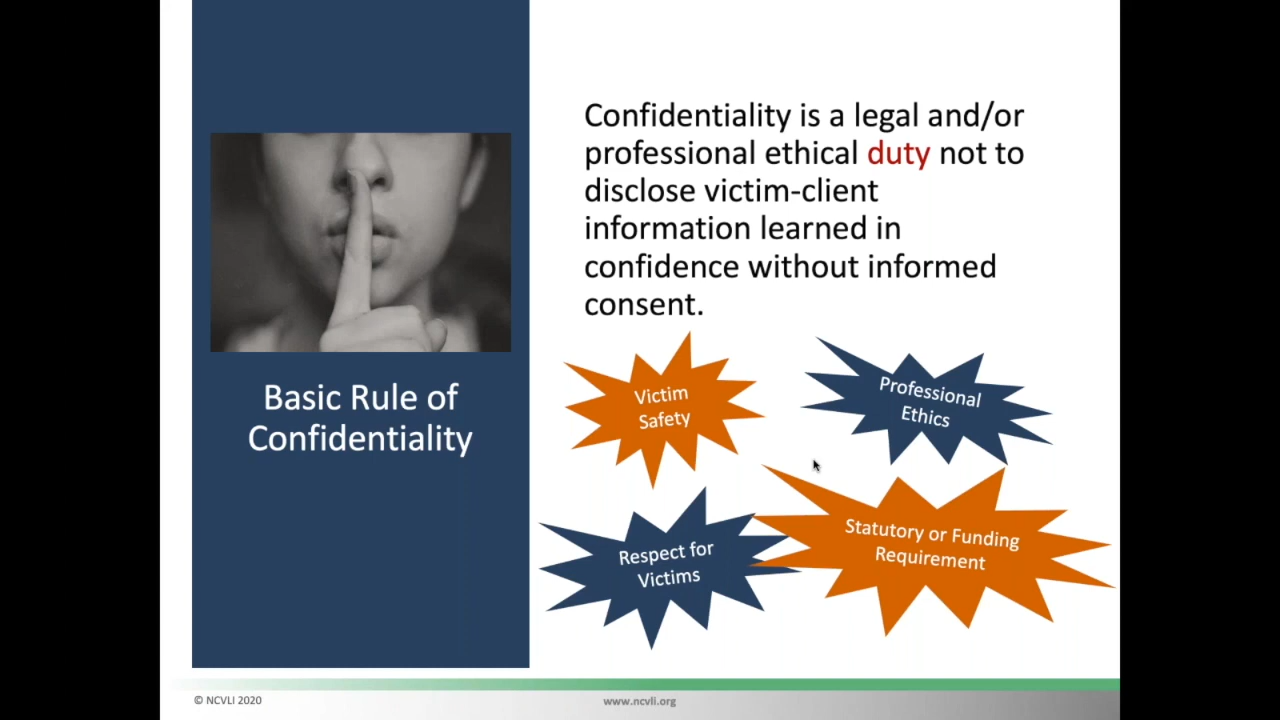 Basic Rule of
Confidentiality
Confidentiality is a legal and/or
professional ethical duty not to
disclose victim-client
information learned in
confidence without informed
consent.
Victim
Safety
Professional
Ethics
Respect for
Victims
Statutory or Funding
Requirement
© NCVLI 2020
www.ncvli.org